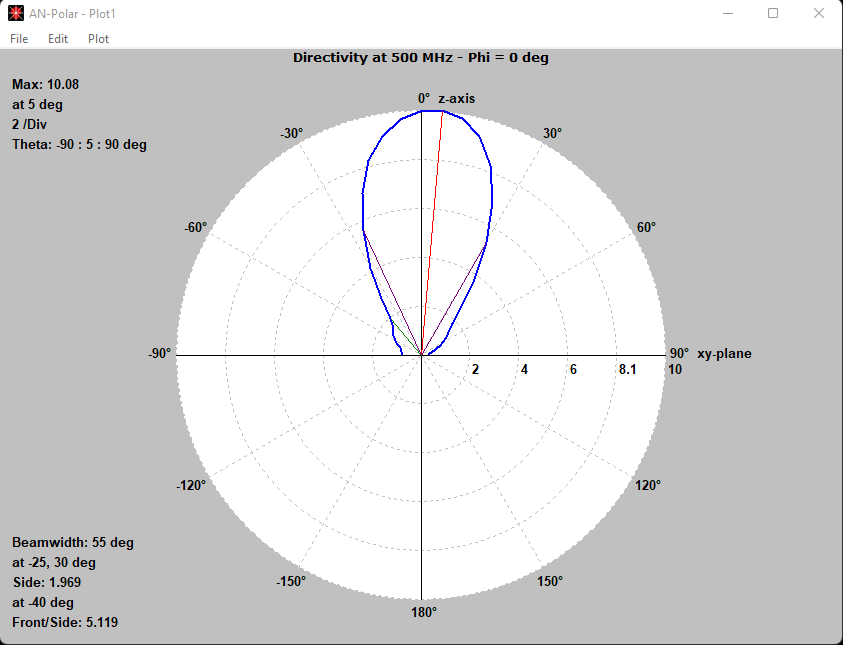 AN-Polar - Plot1
File Edit Plot
Directivity at 500 MHz - Phi = 0 deg
Max: 10.08
at 5 deg
2 /Div
Theta: -90 : 5 : 90 deg
0° z-axis
-30° 30°
-60° 60°
-90° 90° xy-plane
2 4 6 8.1 10
-120° 120°
-150° 150°
180°
Beamwidth: 55 deg
at -25, 30 deg
Side: 1.969
at -40 deg
Front/Side: 5.119